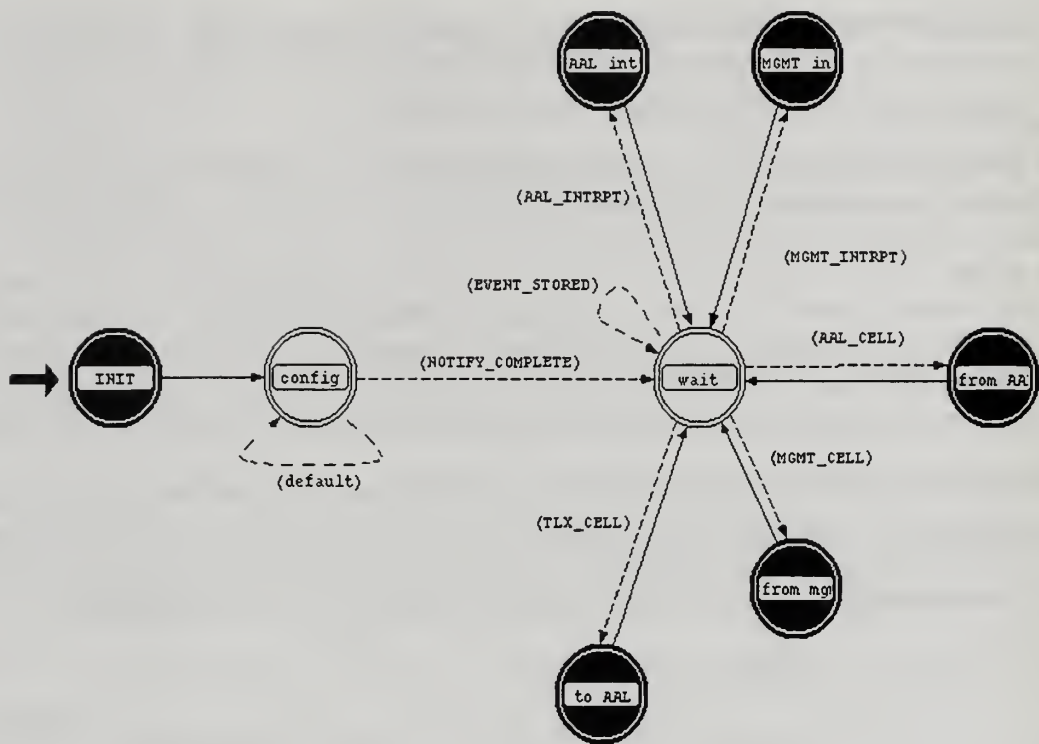 AAL int
MGMT in
(AAL_INTRPT)
(MGMT_INTRPT)
(EVENT_STORED)
(AAL_CELL)
INIT
config
(NOTIFY_COMPLETE)
wait
from AA
(MGMT_CELL)
(default)
(TLX_CELL)
from mg
to AAL